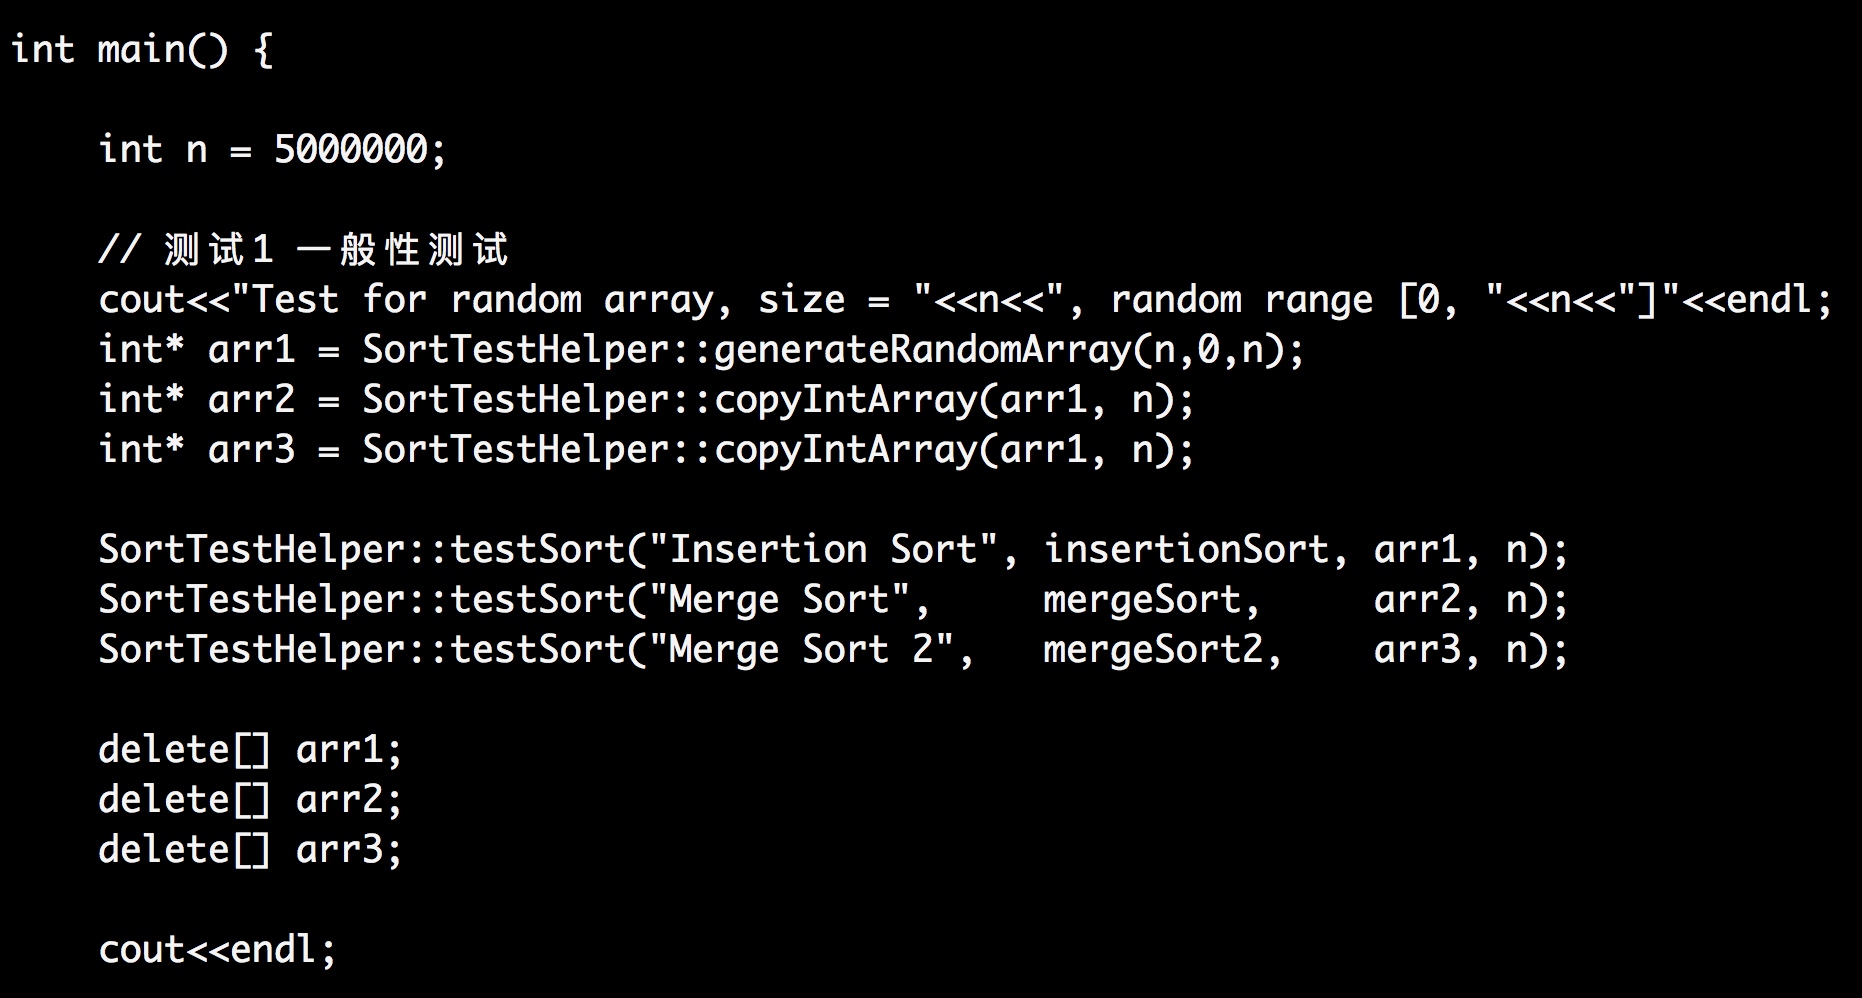 int main() {
int n = 5000000;
// 测试1 一般性测试
cout<<"Test for random array, size = "<<n<<", random range [0, "<<n<<"]"<<endl;
int* arr1 = SortTestHelper::generateRandomArray(n,0,n);
int* arr2 = SortTestHelper::copyIntArray(arr1, n);
int* arr3 = SortTestHelper::copyIntArray(arr1, n);
SortTestHelper::testSort("Insertion Sort", insertionSort, arr1, n);
SortTestHelper::testSort("Merge Sort",     mergeSort,     arr2, n);
SortTestHelper::testSort("Merge Sort 2",   mergeSort2,    arr3, n);
delete[] arr1;
delete[] arr2;
delete[] arr3;
cout<<endl;